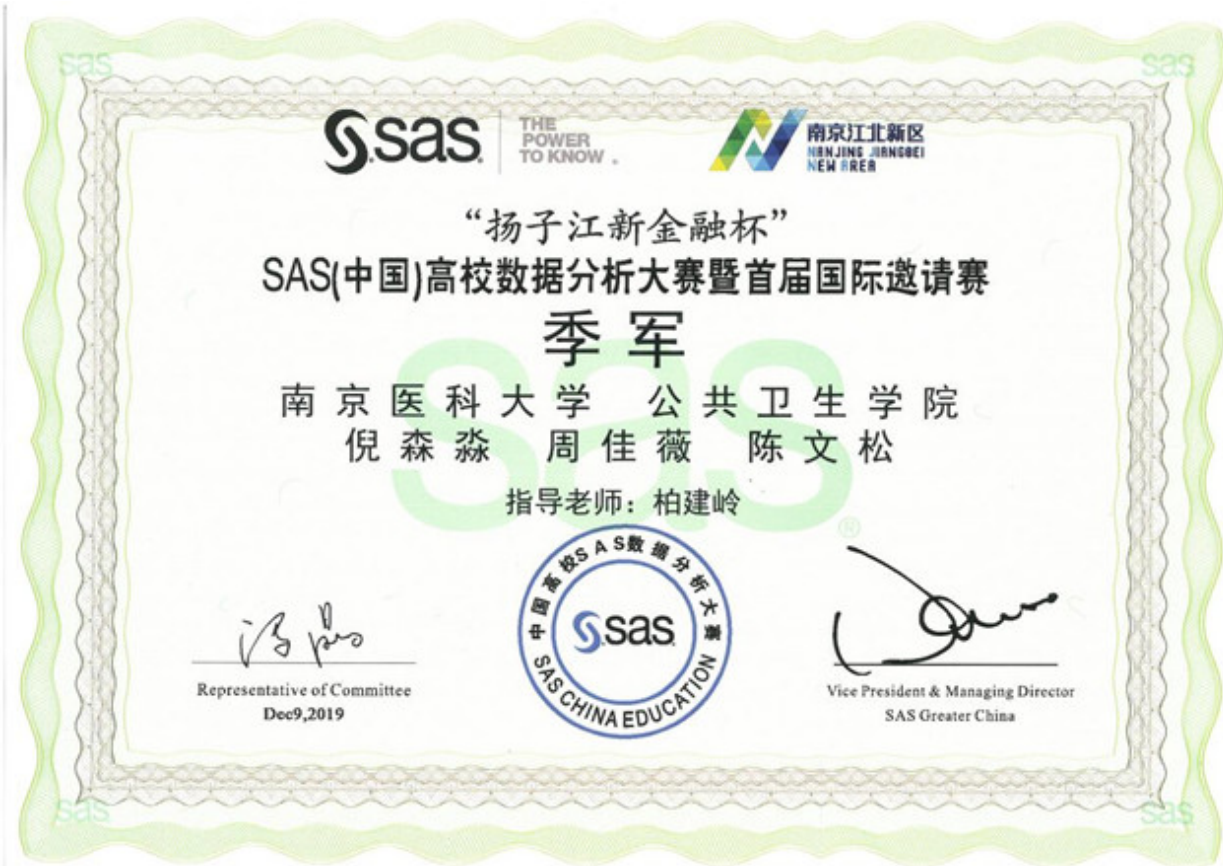 sas
sas
Ssas
THE
POWER
TO KNOW.
南京江北新区
NANJING JIANGBEI
NEW AREA
“扬子江新金融杯”
SAS(中国)高校数据分析大赛暨首届国际邀请赛
季军
南京医科大学 公共卫生学院
倪森淼 周佳薇 陈文松
指导老师：柏建岭
sas
®
中国高校SAS数据分析大赛
Ssas
SAS CHINA EDUCATION
Representative of Committee
Dec9,2019
Vice President & Managing Director
SAS Greater China
sas
sas